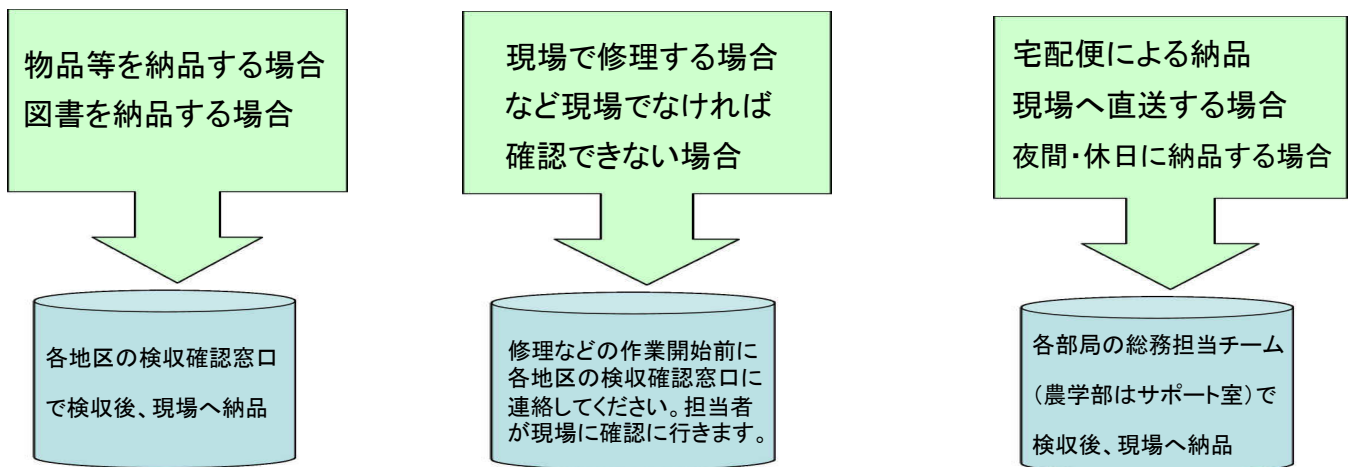 物品等を納品する場合
図書を納品する場合
各地区の検収確認窓口
で検収後、現場へ納品
現場で修理する場合
など現場でなければ
確認できない場合
修理などの作業開始前に
各地区の検収確認窓口に
連絡してください。担当者
が現場に確認に行きます。
宅配便による納品
現場へ直送する場合
夜間・休日に納品する場合
各部局の総務担当チーム
（農学部はサポート室）で
検収後、現場へ納品